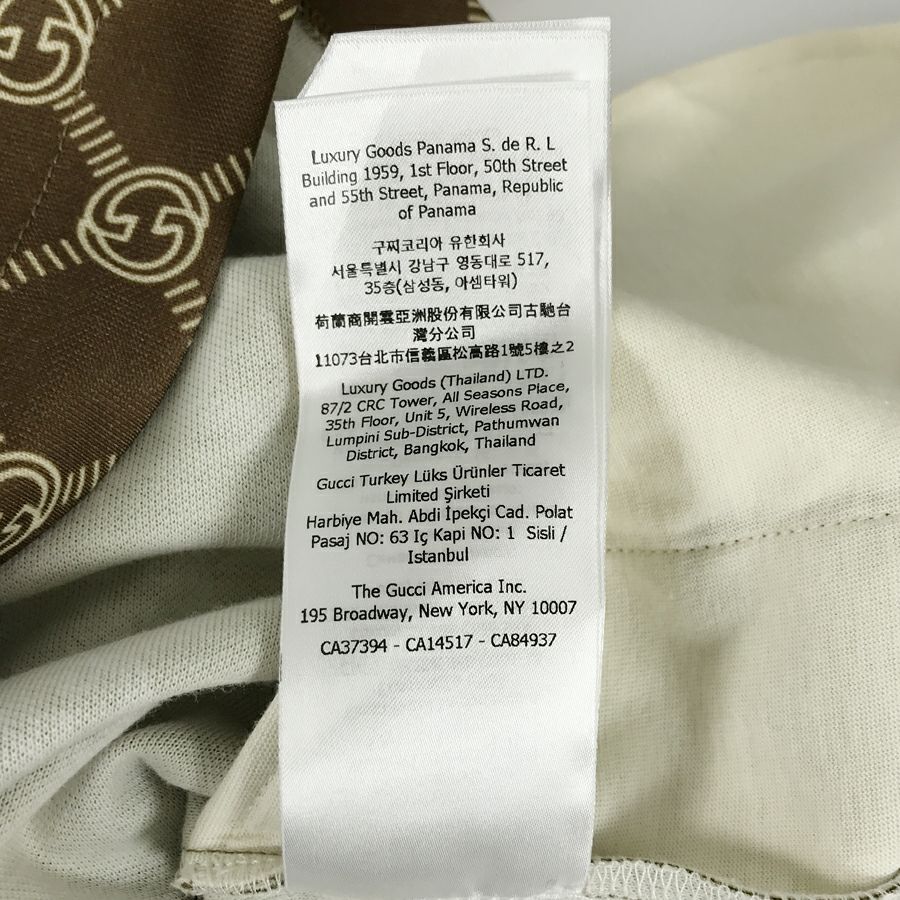 Luxury Goods Panama S. de R. L
Building 1959, 1st Floor, 50th Street
and 55th Street, Panama, Republic
of Panama
구찌코리아 유한회사
서울특별시 강남구 영동대로 517,
35층(삼성동, 아셈타워)
荷蘭商開雲亞洲股份有限公司古馳台
灣分公司
11073台北市信義區松高路1號5樓之2
Luxury Goods (Thailand) LTD.
87/2 CRC Tower, All Seasons Place,
35th Floor, Unit 5, Wireless Road,
Lumpini Sub-District, Pathumwan
District, Bangkok, Thailand
Gucci Turkey Lüks Ürünler Ticaret
Limited Şirketi
Harbiye Mah. Abdi İpekçi Cad. Polat
Pasaj NO: 63 Iç Kapi NO: 1 Sisli /
Istanbul
The Gucci America Inc.
195 Broadway, New York, NY 10007
CA37394 - CA14517 - CA84937